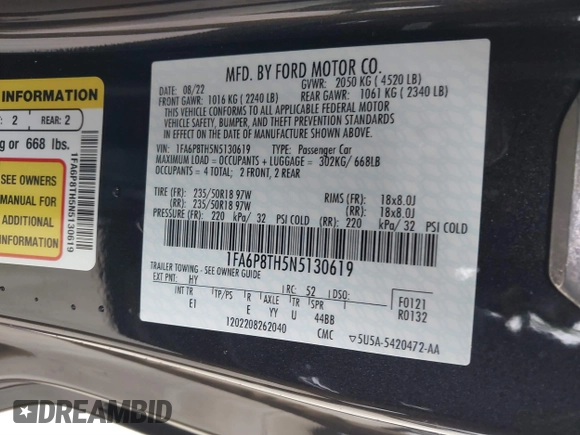 INFORMATION
2 REAR: 2
or 668 lbs.
SEE OWNERS
MANUAL FOR
ADDITIONAL
INFORMATION
1FA6P8TH5N5130619
MFD. BY FORD MOTOR CO.
DATE: 08/22 GVWR: 2050 KG ( 4520 LB)
FRONT GAWR: 1016 KG ( 2240 LB) REAR GAWR: 1061 KG ( 2340 LB)
THIS VEHICLE CONFORMS TO ALL APPLICABLE FEDERAL MOTOR
VEHICLE SAFETY, BUMPER, AND THEFT PREVENTION STANDARDS
IN EFFECT ON THE DATE OF MANUFACTURE SHOWN ABOVE.
VIN: 1FA6P8TH5N5130619 TYPE: Passenger Car
MAXIMUM LOAD = OCCUPANTS + LUGGAGE = 302KG/ 668LB
OCCUPANTS = 4 TOTAL; 2 FRONT, 2 REAR
TIRE (FR): 235/50R18 97W RIMS (FR): 18x8.0J
(RR): 235/50R18 97W (RR): 18x8.0J
(FR): 220 kPa/ 32 PSI COLD (RR): 220 kPa/ 32 PSI COLD
1FA6P8TH5N5130619
TRAILER TOWING - SEE OWNER GUIDE
EXT PNT: HY RC: 52 DSO: F0121
INT TR TP/PS R AXLE TR SPR R0132
E1 E YY U 44BB
1202208262040 CMC ▽5U5A-5420472-AA
DREAMBID